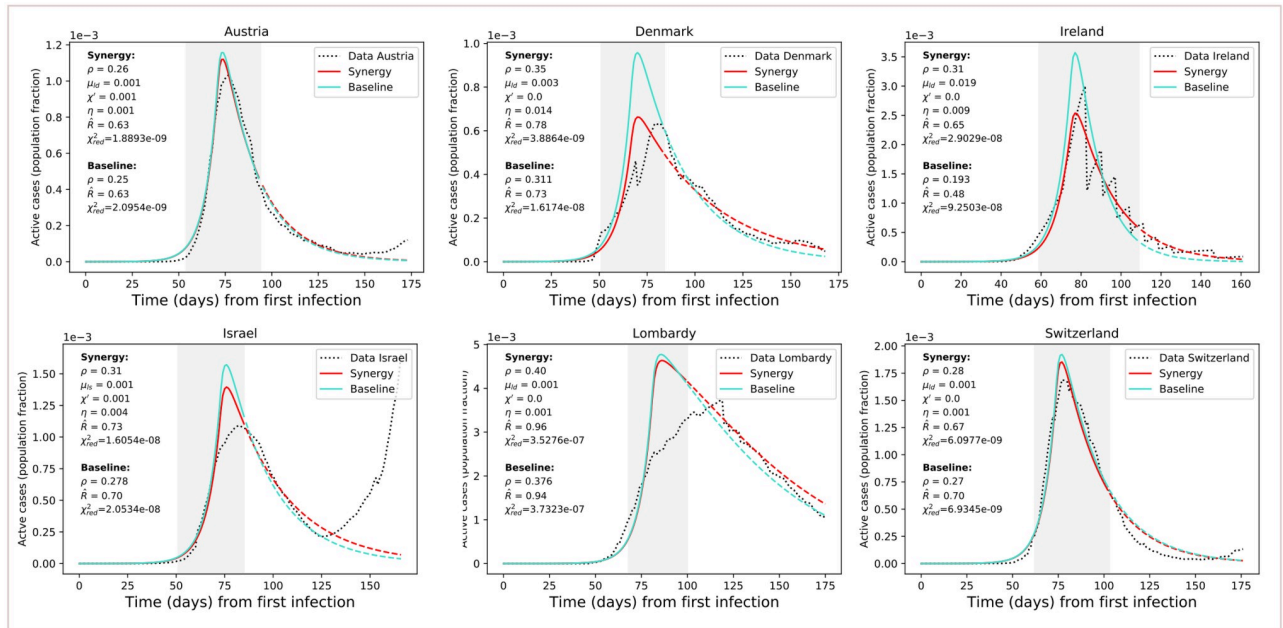 Austria
1e−3
Synergy:
ρ = 0.26
μld = 0.001
χ' = 0.001
η = 0.001
R̂ = 0.63
χ²red=1.8893e-09
Baseline:
ρ = 0.25
R̂ = 0.63
χ²red=2.0954e-09
Data Austria
Synergy
Baseline
Active cases (population fraction)
1.2
1.0
0.8
0.6
0.4
0.2
0.0
0 25 50 75 100 125 150 175
Time (days) from first infection
Denmark
1e−3
Synergy:
ρ = 0.35
μld = 0.003
χ' = 0.0
η = 0.014
R̂ = 0.78
χ²red=3.8864e-09
Baseline:
ρ = 0.311
R̂ = 0.73
χ²red=1.6174e-08
Data Denmark
Synergy
Baseline
Active cases (population fraction)
1.0
0.8
0.6
0.4
0.2
0.0
0 25 50 75 100 125 150 175
Time (days) from first infection
Ireland
1e−3
Synergy:
ρ = 0.31
μld = 0.019
χ' = 0.0
η = 0.009
R̂ = 0.65
χ²red=2.9029e-08
Baseline:
ρ = 0.193
R̂ = 0.48
χ²red=9.2503e-08
Data Ireland
Synergy
Baseline
Active cases (population fraction)
3.5
3.0
2.5
2.0
1.5
1.0
0.5
0.0
0 20 40 60 80 100 120 140 160
Time (days) from first infection
Israel
1e−3
Synergy:
ρ = 0.31
μls = 0.001
χ' = 0.001
η = 0.004
R̂ = 0.73
χ²red=1.6054e-08
Baseline:
ρ = 0.278
R̂ = 0.70
χ²red=2.0534e-08
Data Israel
Synergy
Baseline
Active cases (population fraction)
1.50
1.25
1.00
0.75
0.50
0.25
0.00
0 50 100 150
Time (days) from first infection
Lombardy
1e−3
Synergy:
ρ = 0.40
μld = 0.001
χ' = 0.0
η = 0.001
R̂ = 0.96
χ²red=3.5276e-07
Beseline:
ρ = 0.376
R̂ = 0.94
χ²red=3.7323e-07
Data Lombardy
Synergy
Baseline
Active cases (population fraction)
5
4
3
2
1
0
0 25 50 75 100 125 150 175
Time (days) from first infection
Switzerland
1e−3
Synergy:
ρ = 0.28
μld = 0.001
χ' = 0.0
η = 0.001
R̂ = 0.67
χ²red=6.0977e-09
Baseline:
ρ = 0.27
R̂ = 0.70
χ²red=6.9345e-09
Data Switzerland
Synergy
Baseline
Active cases (population fraction)
2.00
1.75
1.50
1.25
1.00
0.75
0.50
0.25
0.00
0 25 50 75 100 125 150 175
Time (days) from first infection